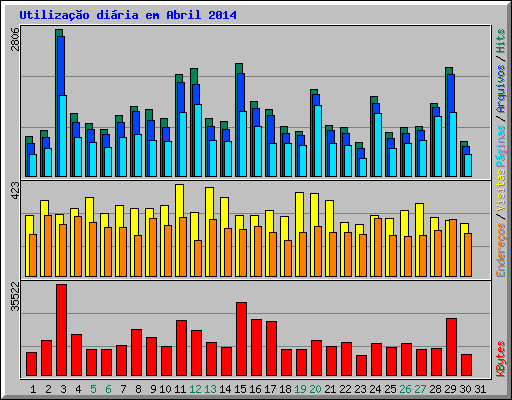 Utilização diária em Abril 2014
2806
423
35522
Endereços / Visitas Páginas / Arquivos / Hits
KBytes
1 2 3 4 5 6 7 8 9 10 11 12 13 14 15 16 17 18 19 20 21 22 23 24 25 26 27 28 29 30 31